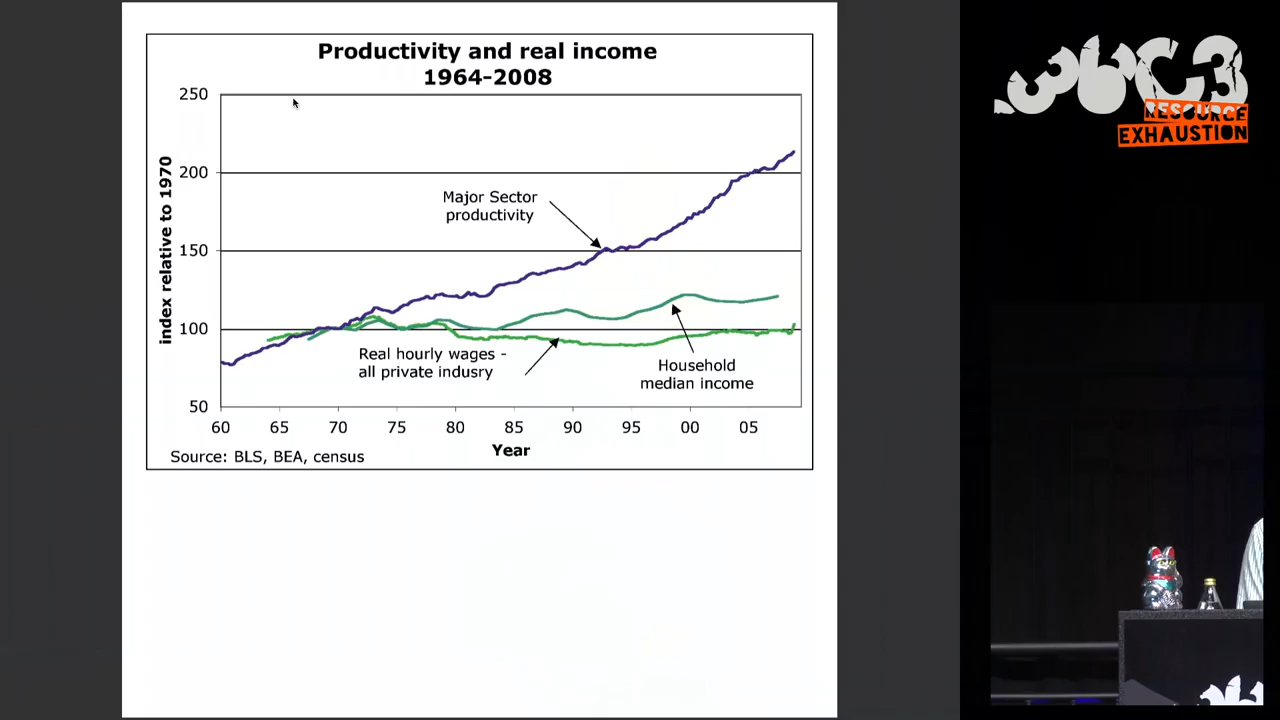 Productivity and real income
1964-2008
250
200
150
100
50
index relative to 1970
Major Sector
productivity
Real hourly wages -
all private indusry
Household
median income
60 65 70 75 80 85 90 95 00 05
Year
Source: BLS, BEA, census
36C3
RESOURCE
EXHAUSTION